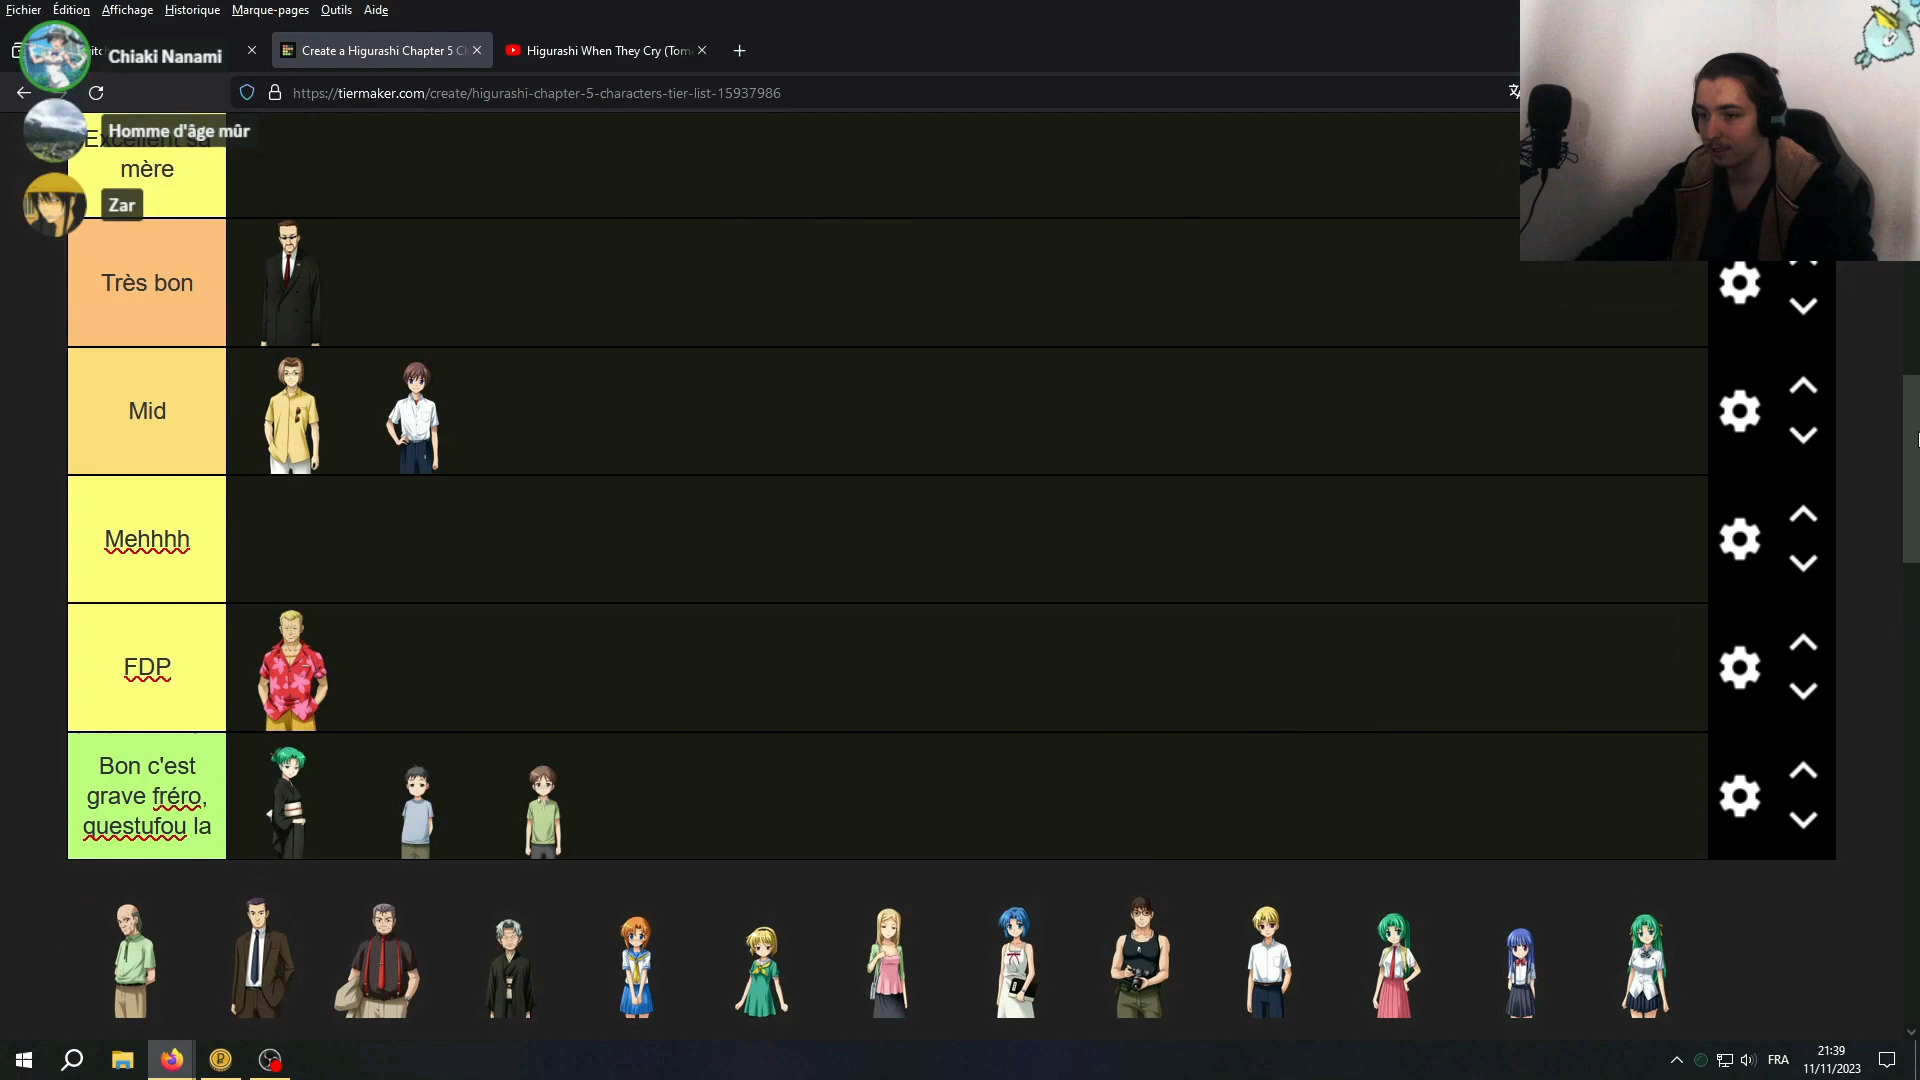 Fichier Édition Affichage Historique Marque-pages Outils Aide
Create a Higurashi Chapter 5 C
Higurashi When They Cry (Tom
Chiaki Nanami
https://tiermaker.com/create/higurashi-chapter-5-characters-tier-list-15937986
Homme d'âge mûr
mère
Zar
Très bon
Mid
Mehhhh
FDP
Bon c'est
grave fréro,
questufou la
FRA
21:39
11/11/2023